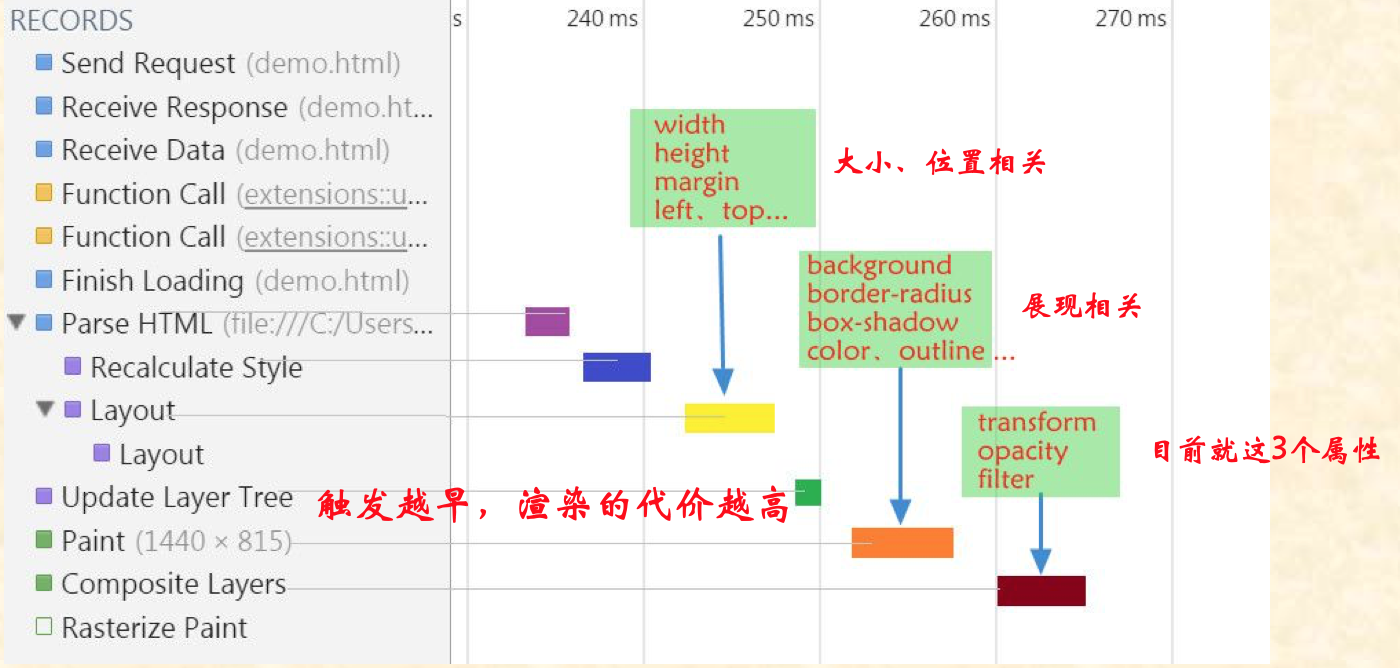 RECORDS
s
240 ms
250 ms
260 ms
270 ms
Send Request (demo.html)
Receive Response (demo.ht...
Receive Data (demo.html)
Function Call (extensions::u...
Function Call (extensions::u...
Finish Loading (demo.html)
Parse HTML (file:///C:/Users...
Recalculate Style
Layout
Layout
Update Layer Tree
Paint (1440 × 815)
Composite Layers
Rasterize Paint
width
height
margin
left、top...
大小、位置相关
background
border-radius
box-shadow
color、outline ...
展现相关
transform
opacity
filter
目前就这3个属性
触发越早，渲染的代价越高